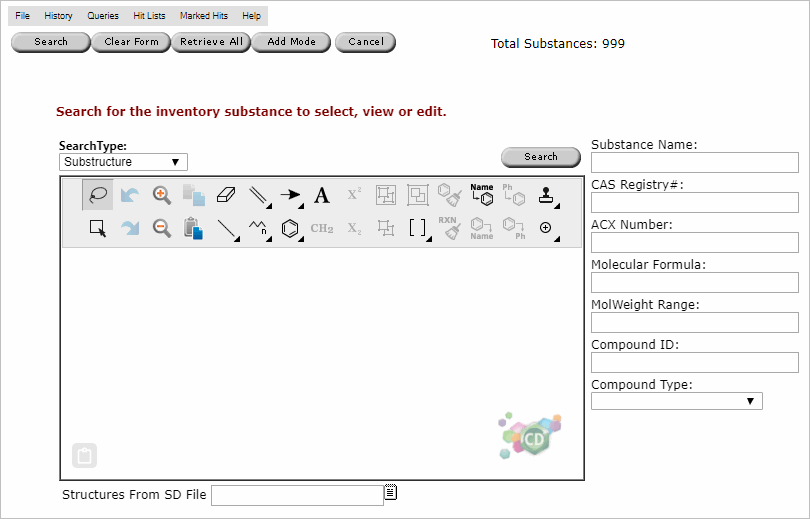 File History Queries Hit Lists Marked Hits Help
Search Clear Form Retrieve All Add Mode Cancel
Total Substances: 999
Search for the inventory substance to select, view or edit.
SearchType:
Substructure
Search
A X² Name Ph
n CH₂ X₂ [ ] RXN Name Ph
CD
Structures From SD File
Substance Name:
CAS Registry#:
ACX Number:
Molecular Formula:
MolWeight Range:
Compound ID:
Compound Type: